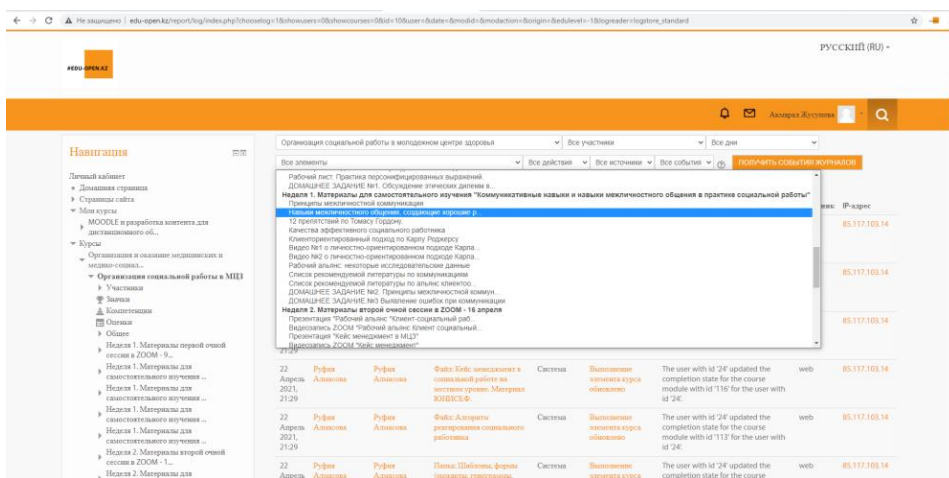 Не защищено | edu-open.kz/report/log/index.php?chooselog=1&showusers=0&showcourses=0&id=10&user=&date=&modid=&modaction=&origin=&edulevel=-1&logreader=logstore_standard
РУССКИЙ (RU)
#EDU-OPEN.KZ
Акмарал Жусупова
Навигация
Личный кабинет
Домашняя страница
Страницы сайта
Мои курсы
MOODLE и разработка контента для
дистанционного об...
Курсы
Организация и оказание медицинских и
медико-социал...
Организация социальной работы в МЦЗ
Участники
Значки
Компетенции
Оценки
Общее
Неделя 1. Материалы первой очной
сессии в ZOOM - 9...
Неделя 1. Материалы для
самостоятельного изучения ...
Неделя 1. Материалы для
самостоятельного изучения ...
Неделя 1. Материалы для
самостоятельного изучения ...
Неделя 1. Материалы для
самостоятельного изучения ...
Неделя 2. Материалы второй очной
сессии в ZOOM - 1...
Неделя 2. Материалы для
Организация социальной работы в молодежном центре здоровья
Все участники
Все дни
Все элементы
Все действия
Все источники
Все события
ПОЛУЧИТЬ СОБЫТИЯ ЖУРНАЛОВ
Рабочий лист. Практика персонифицированных выражений.
ДОМАШНЕЕ ЗАДАНИЕ №1. Обсуждение этических дилемм в...
Неделя 1. Материалы для самостоятельного изучения "Коммуникативные навыки и навыки межличностного общения в практике социальной работы"
Принципы межличностной коммуникации
Навыки межличностного общения, создающие хорошие р...
12 препятствий по Томасу Гордону.
Качества эффективного социального работника
Клиенториентированный подход по Карлу Роджерсу
Видео №1 о личностно-ориентированном подходе Карла...
Видео №2 о личностно-ориентированном подходе Карла...
Рабочий альянс: некоторые исследовательские данные
Список рекомендуемой литературы по коммуникациям
Список рекомендуемой литературы по альянс клиентоо...
ДОМАШНЕЕ ЗАДАНИЕ №2. Принципы межличностной коммун...
ДОМАШНЕЕ ЗАДАНИЕ №3 Выявление ошибок при коммуникации
Неделя 2. Материалы второй очной сессии в ZOOM - 16 апреля
Презентация "Рабочий альянс "Клиент-социальный раб...
Видеозапись ZOOM "Рабочий альянс Клиент социальный...
Презентация "Кейс менеджмент в МЦЗ"
Видеозапись ZOOM "Кейс менеджмент"
IP-адрес
85.117.103.14
85.117.103.14
85.117.103.14
21:29
22 Апрель 2021, 21:29
Руфия Аликсова
Руфия Аликсова
Файл: Кейс менеджмент в социальной работе на местном уровне. Материал ЮНИСЕФ.
Система
Выполнение элемента курса обновлено
The user with id '24' updated the completion state for the course module with id '116' for the user with id '24'.
web
85.117.103.14
22 Апрель 2021, 21:29
Руфия Аликсова
Руфия Аликсова
Файл: Алгоритм реагирования социального работника
Система
Выполнение элемента курса обновлено
The user with id '24' updated the completion state for the course module with id '113' for the user with id '24'.
web
85.117.103.14
22 Апрель
Руфия Аликсова
Руфия Аликсова
Папка: Шаблоны, формы
Система
Выполнение элемента курса
The user with id '24' updated the completion state for the course
web
85.117.103.14